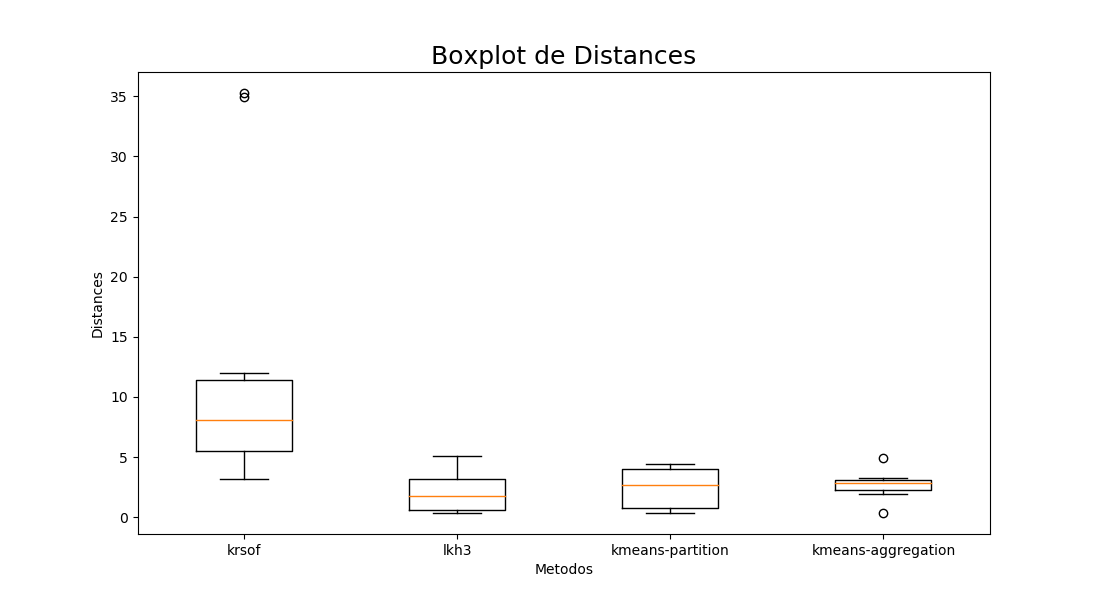 Boxplot de Distances
35
30
25
20
15
10
5
0
Distances
krsof lkh3 kmeans-partition kmeans-aggregation
Metodos